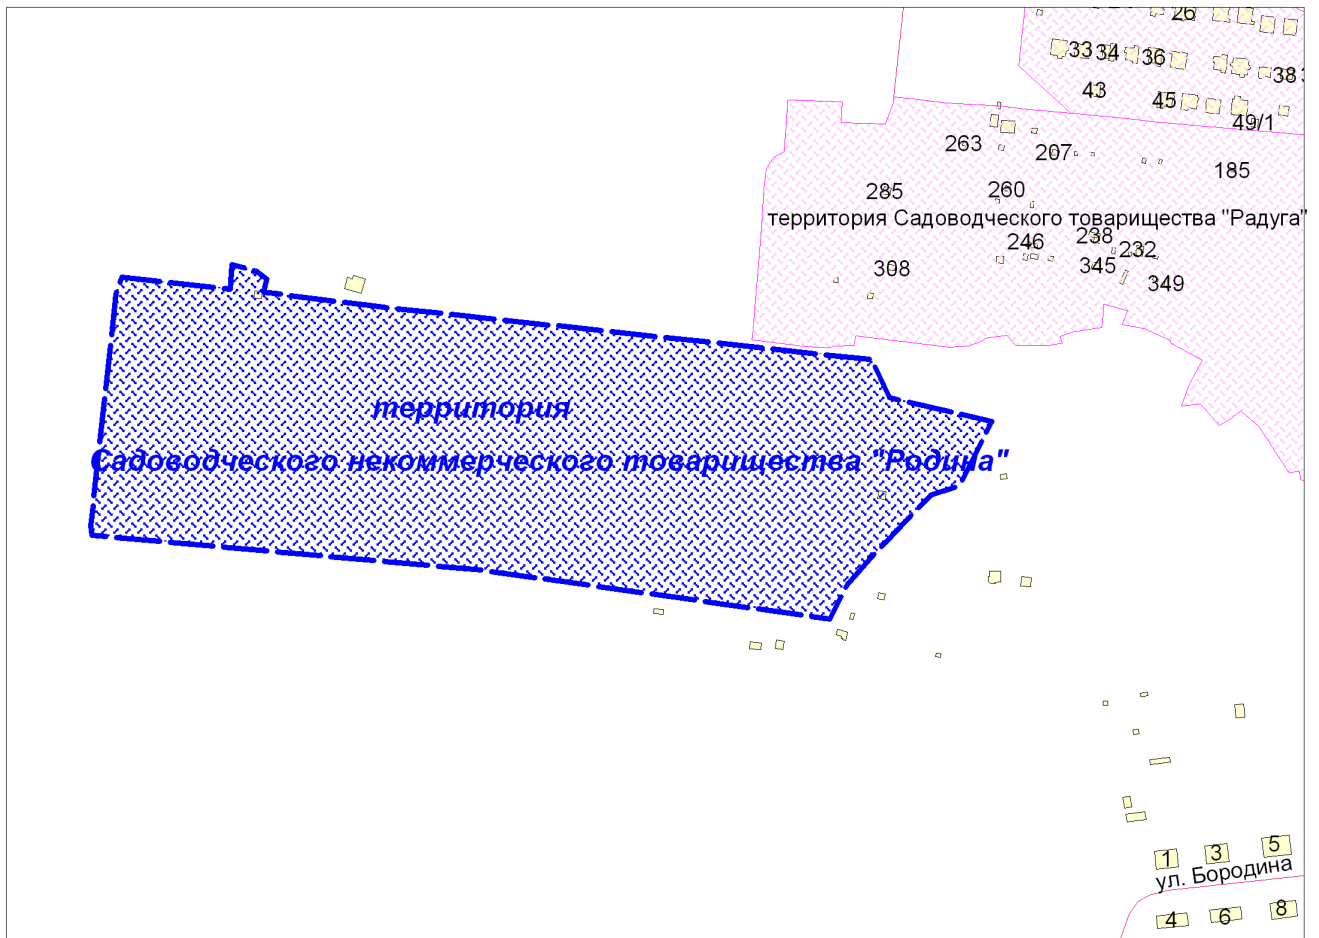 26
33 34 36 38
43 45
49/1
263 207
185
285 260
территория Садоводческого товарищества "Радуга"
246 238 232
308 345
349
территория
Садоводческого некоммерческого товарищества "Родина"
1 3 5
ул. Бородина
4 6 8